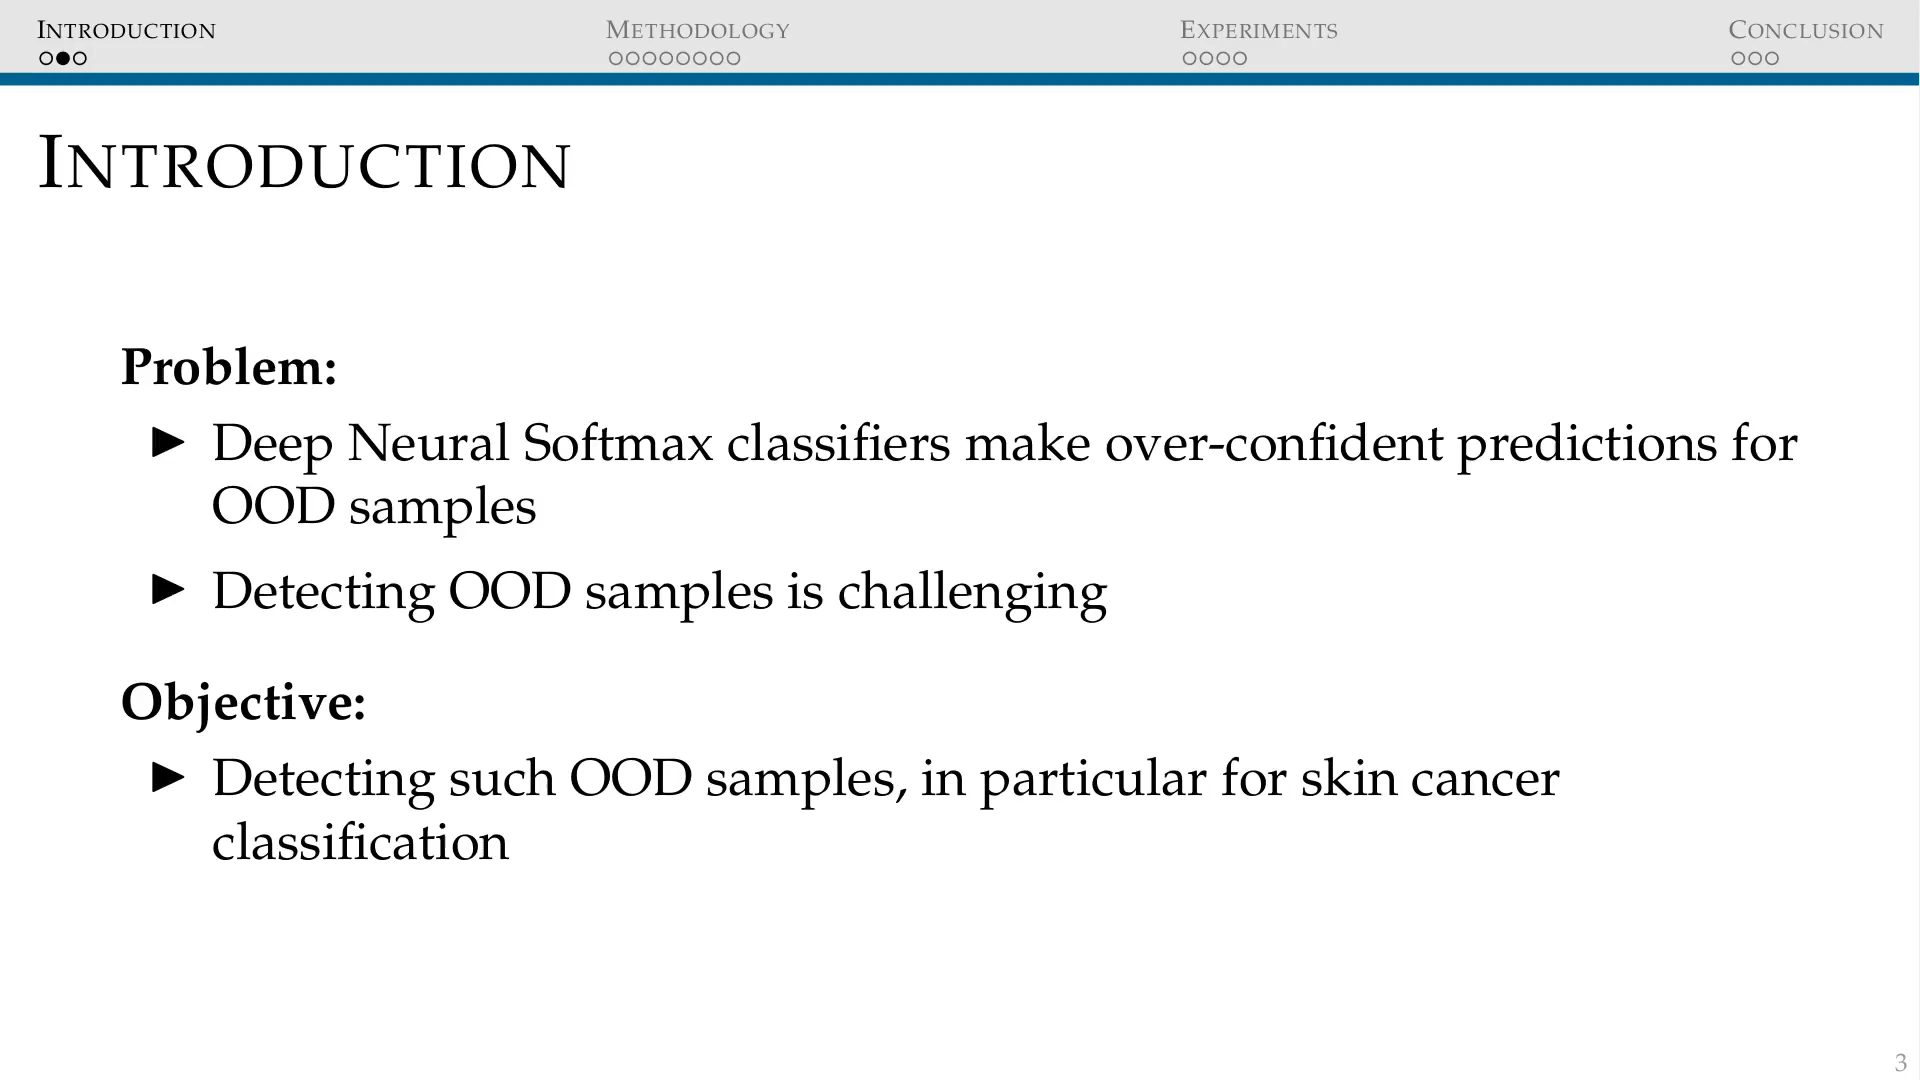 INTRODUCTION
METHODOLOGY
EXPERIMENTS
CONCLUSION
INTRODUCTION
Problem:
Deep Neural Softmax classifiers make over-confident predictions for
OOD samples
Detecting OOD samples is challenging
Objective:
Detecting such OOD samples, in particular for skin cancer
classification
3